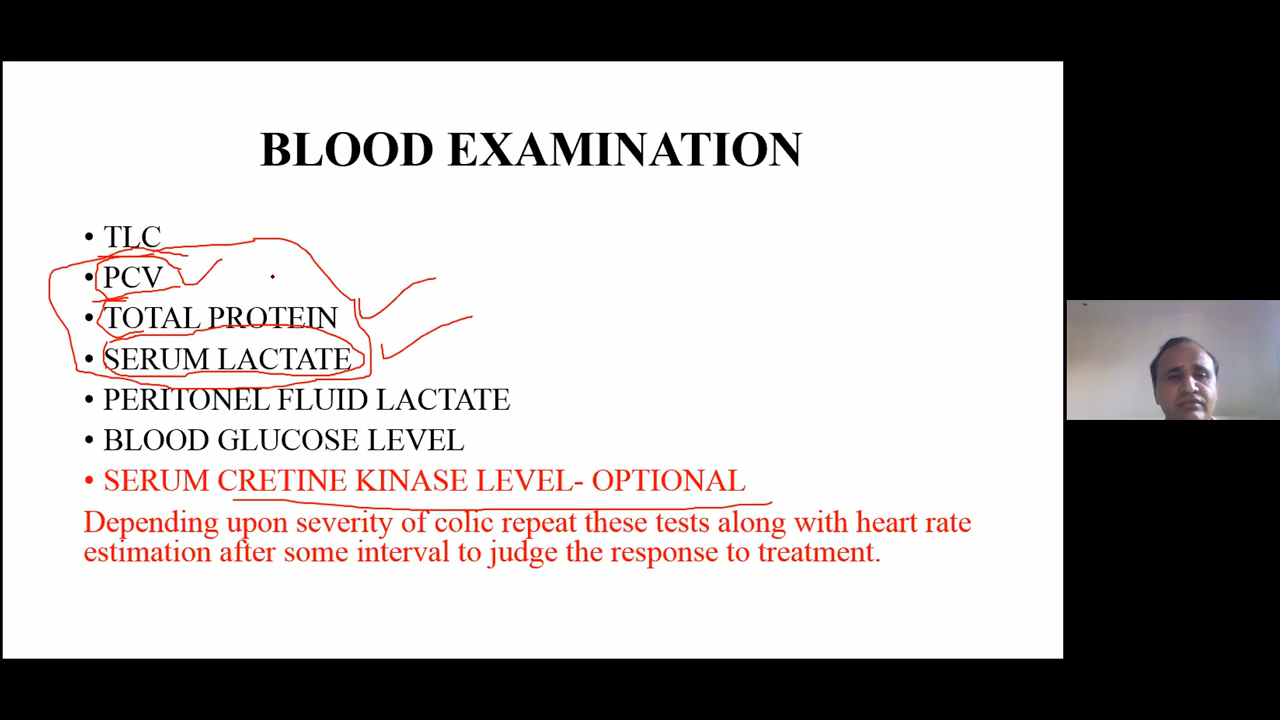 BLOOD EXAMINATION
• TLC
• PCV
• TOTAL PROTEIN
• SERUM LACTATE
• PERITONEL FLUID LACTATE
• BLOOD GLUCOSE LEVEL
• SERUM CRETINE KINASE LEVEL- OPTIONAL
Depending upon severity of colic repeat these tests along with heart rate
estimation after some interval to judge the response to treatment.